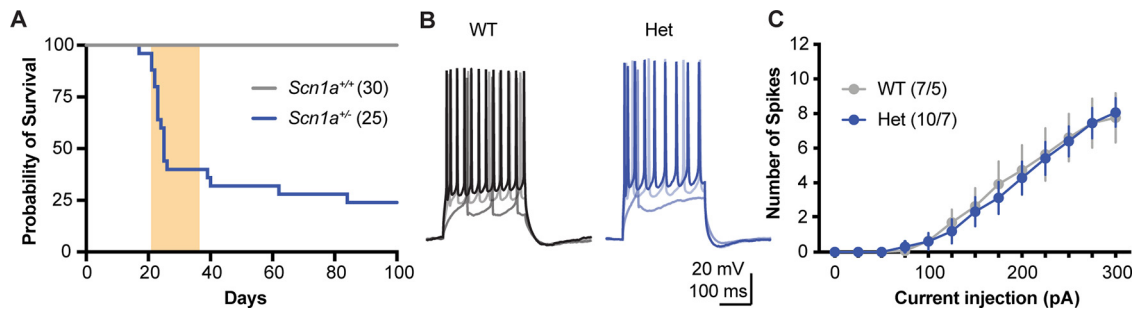 A
Probability of Survival
100
75
50
25
0
Scn1a+/+ (30)
Scn1a+/- (25)
0 20 40 60 80 100
Days
B
WT
Het
20 mV
100 ms
C
Number of Spikes
12
10
8
6
4
2
0
WT (7/5)
Het (10/7)
0 100 200 300
Current injection (pA)